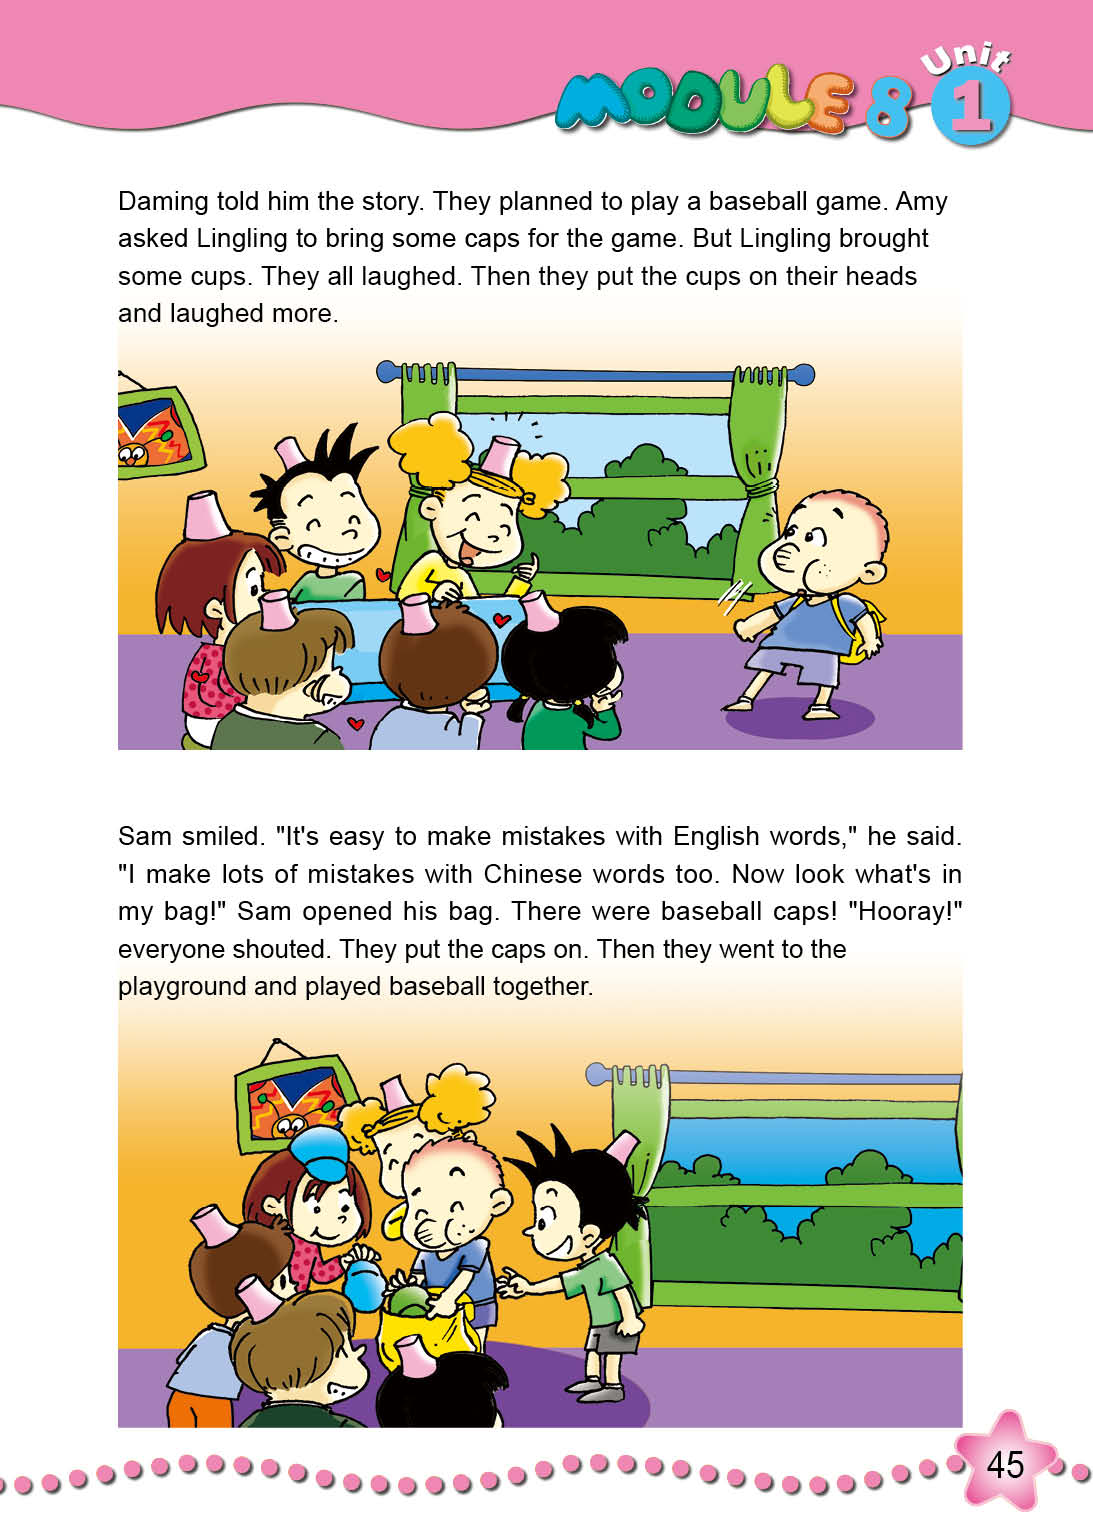 Unit
MODULE 8 1
Daming told him the story. They planned to play a baseball game. Amy
asked Lingling to bring some caps for the game. But Lingling brought
some cups. They all laughed. Then they put the cups on their heads
and laughed more.
Sam smiled. "It's easy to make mistakes with English words," he said.
"I make lots of mistakes with Chinese words too. Now look what's in
my bag!" Sam opened his bag. There were baseball caps! "Hooray!"
everyone shouted. They put the caps on. Then they went to the
playground and played baseball together.
45